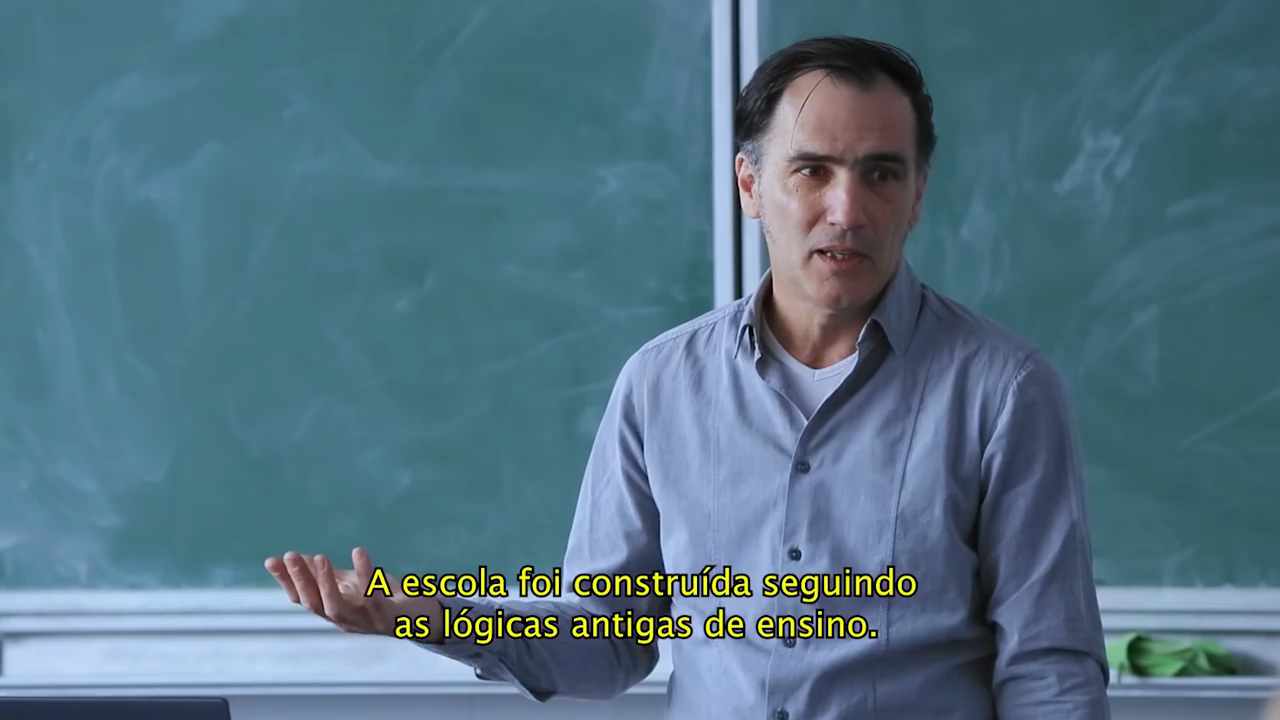 A escola foi construída seguindo
as lógicas antigas de ensino.